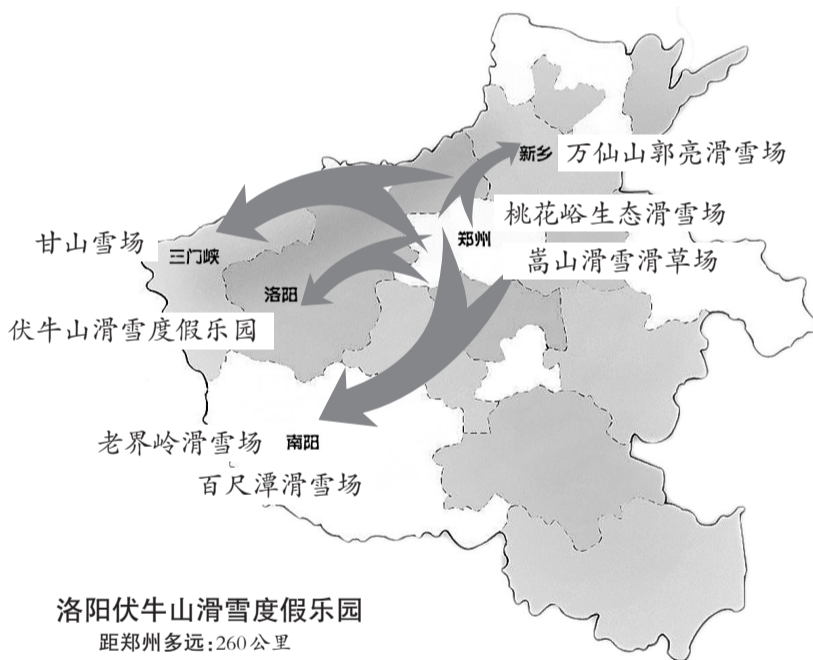 新乡 万仙山郭亮滑雪场
桃花峪生态滑雪场
郑州
嵩山滑雪滑草场
甘山雪场
三门峡
洛阳
伏牛山滑雪度假乐园
老界岭滑雪场 南阳
百尺潭滑雪场
洛阳伏牛山滑雪度假乐园
距郑州多远:260公里